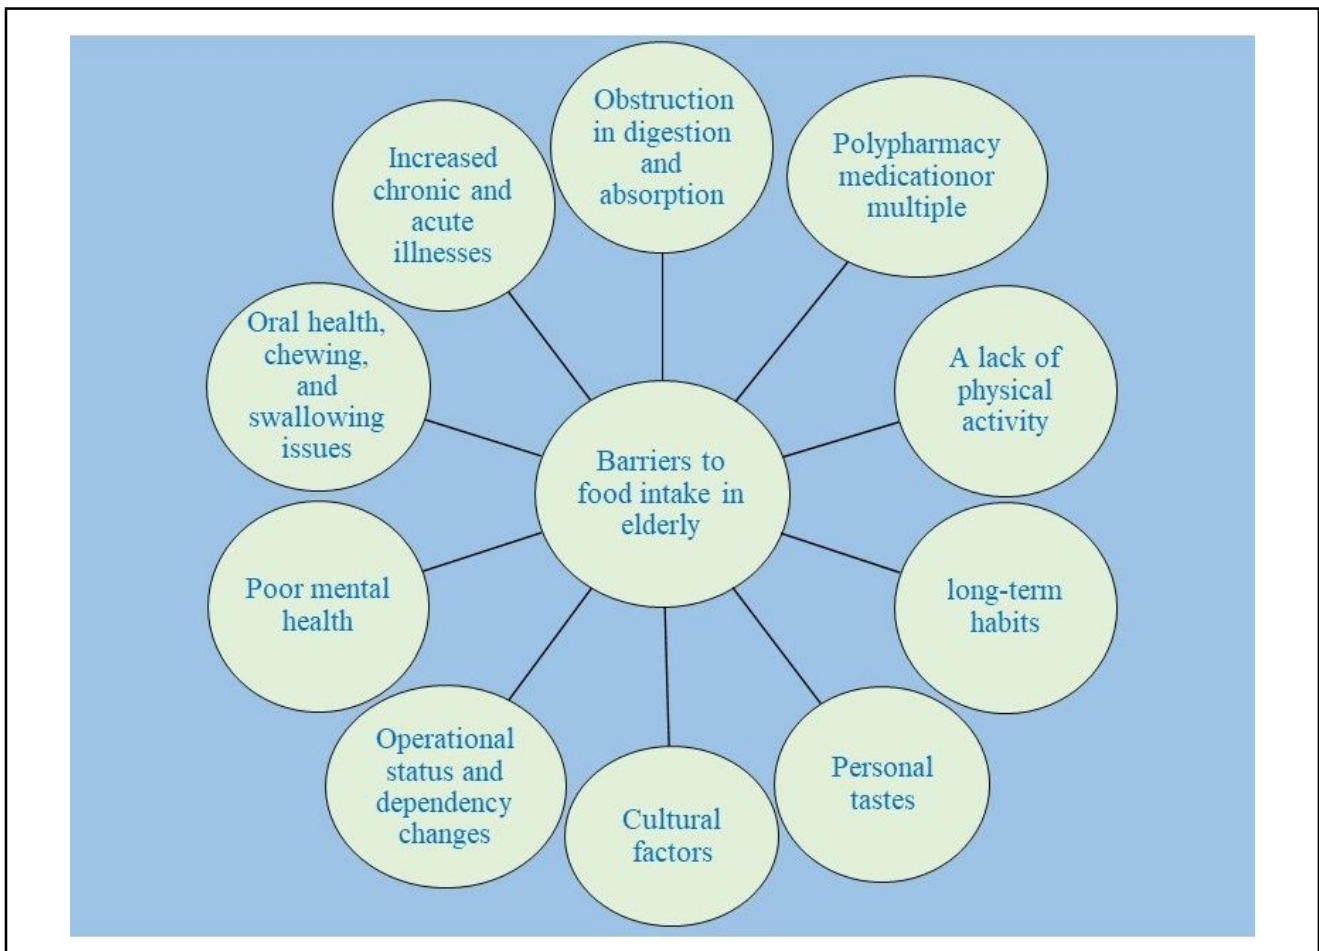 Obstruction
in digestion
and
absorption
Polypharmacy
medicationor
multiple
A lack of
physical
activity
long-term
habits
Personal
tastes
Cultural
factors
Operational
status and
dependency
changes
Poor mental
health
Oral health,
chewing,
and
swallowing
issues
Increased
chronic and
acute
illnesses
Barriers to
food intake in
elderly